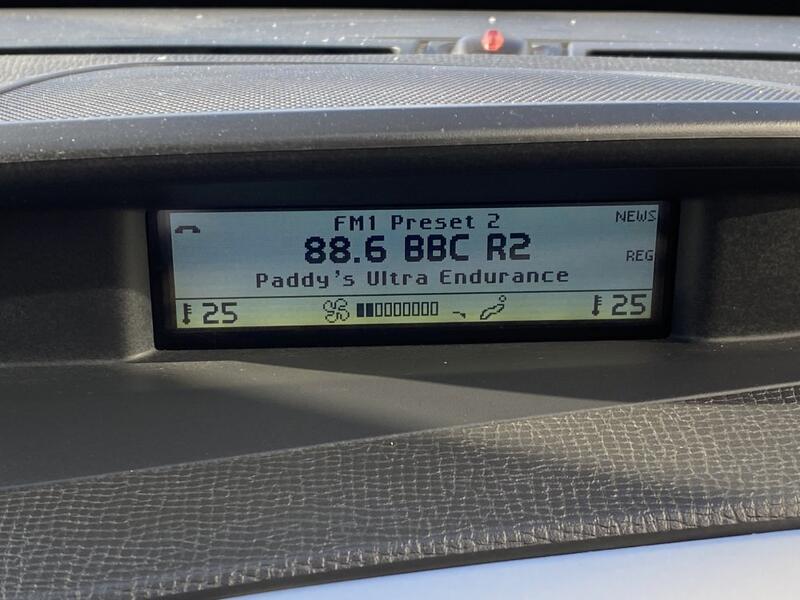 FM1 Preset 2
NEWS
88.6 BBC R2
REG
Paddy's Ultra Endurance
25
25